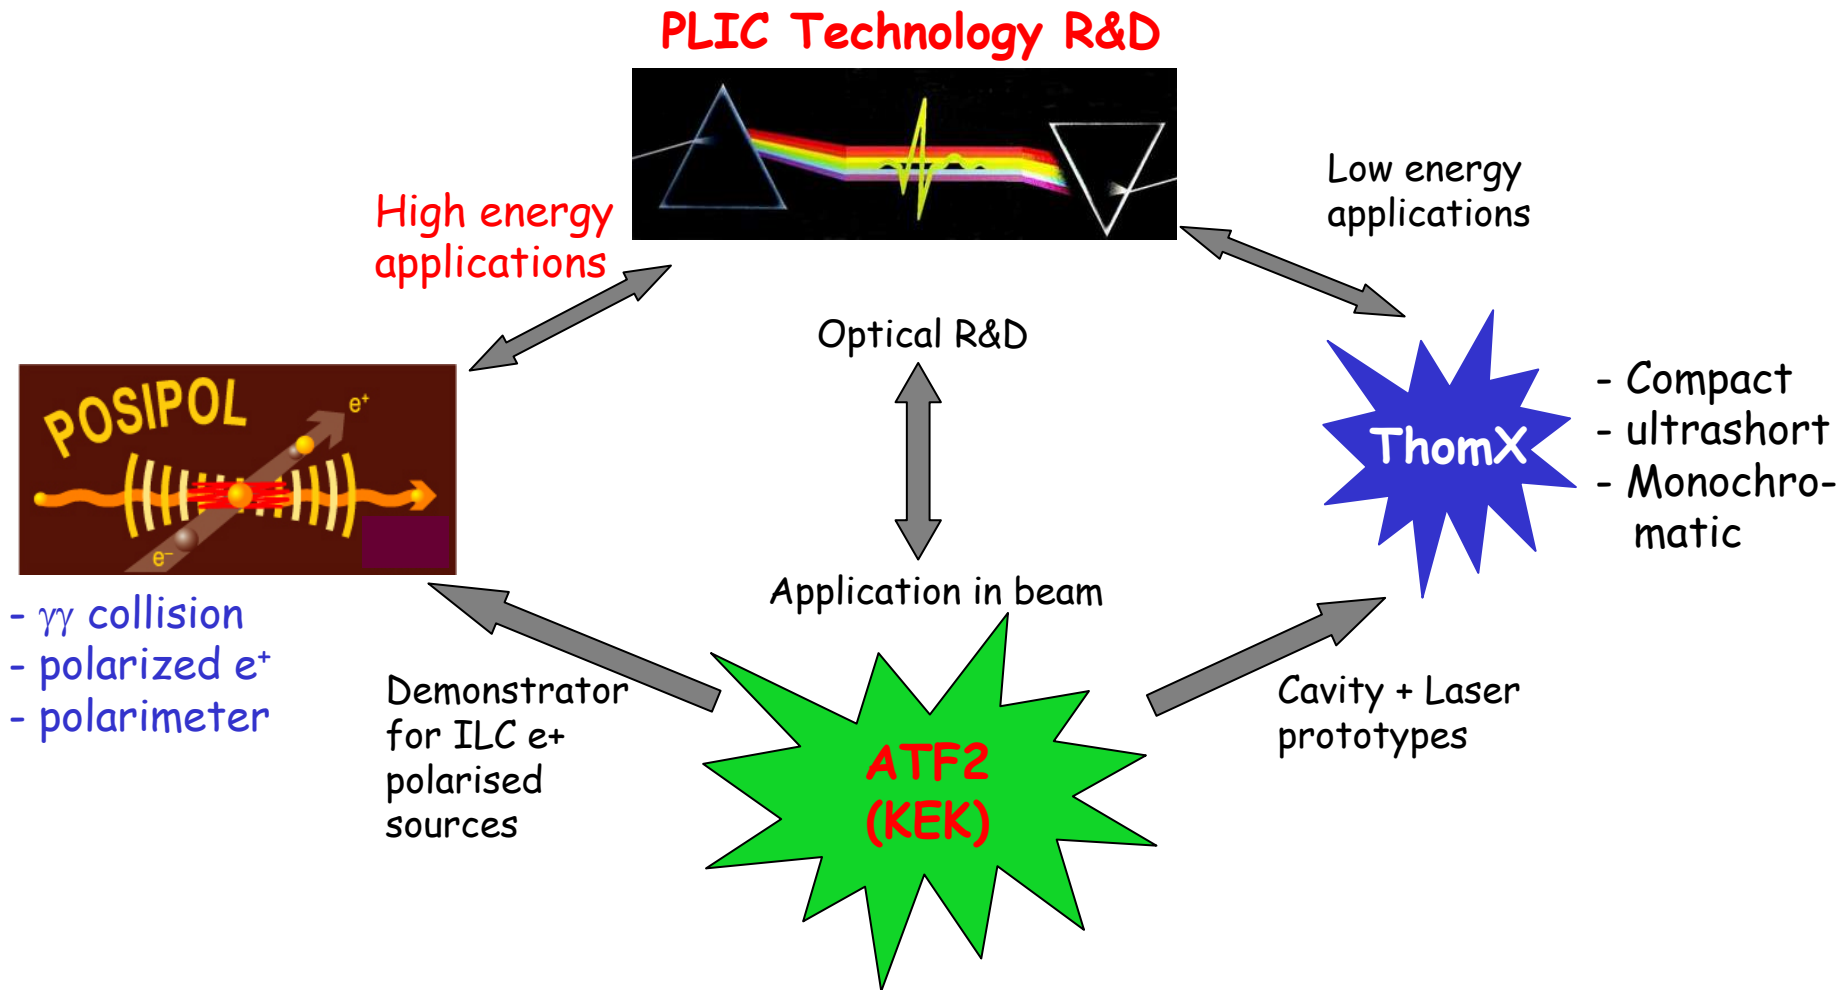 PLIC Technology R&D
High energy
applications
Low energy
applications
Optical R&D
POSIPOL
e⁺
e⁻
ThomX
- Compact
- ultrashort
- Monochro-
matic
Application in beam
- γγ collision
- polarized e⁺
- polarimeter
Demonstrator
for ILC e+
polarised
sources
Cavity + Laser
prototypes
ATF2
(KEK)